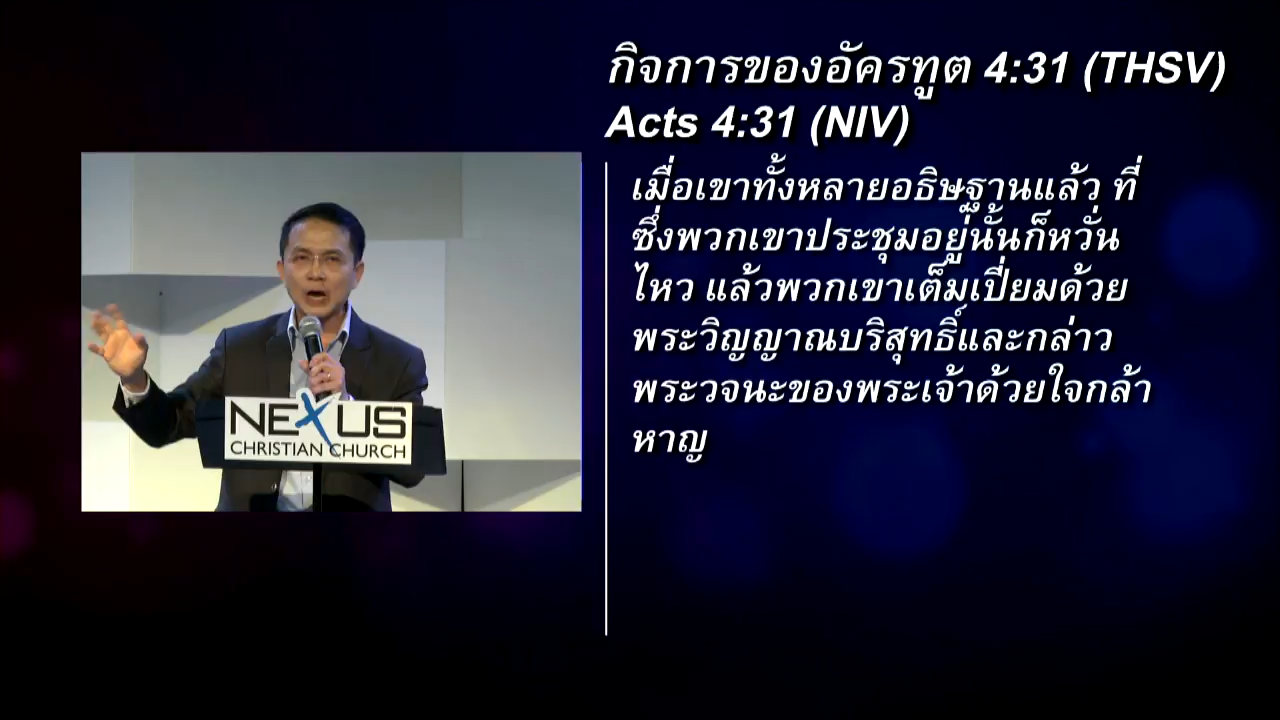 กิจการของอัครทูต 4:31 (THSV)
Acts 4:31 (NIV)
เมื่อเขาทั้งหลายอธิษฐานแล้ว ที่
ซึ่งพวกเขาประชุมอยู่นั้นก็หวั่น
ไหว แล้วพวกเขาเต็มเปี่ยมด้วย
พระวิญญาณบริสุทธิ์และกล่าว
พระวจนะของพระเจ้าด้วยใจกล้า
หาญ
NEXUS
CHRISTIAN CHURCH